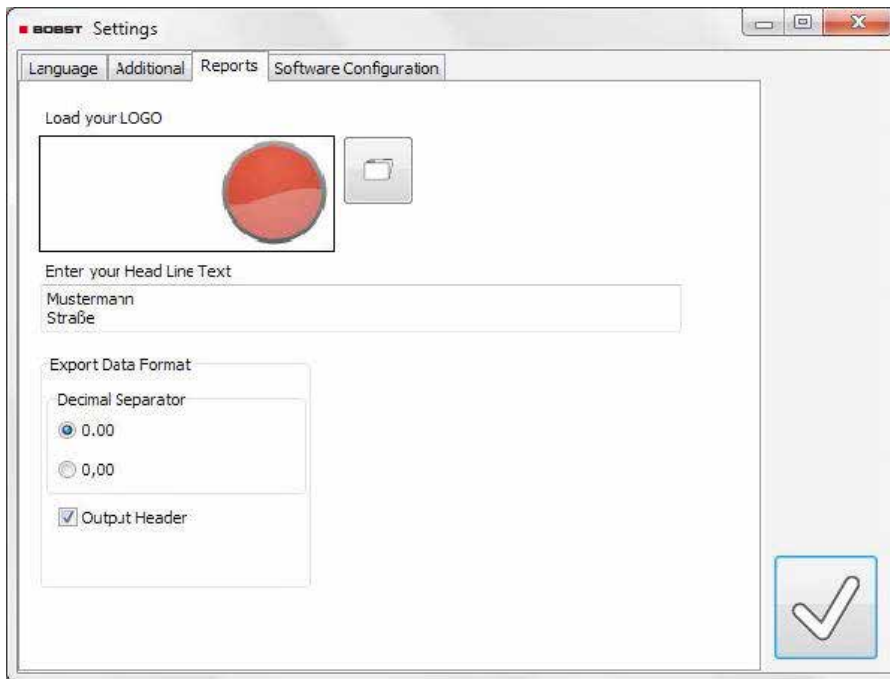 BOBST Settings
Language Additional Reports Software Configuration
Load your LOGO
Enter your Head Line Text
Mustermann
Straße
Export Data Format
Decimal Separator
0.00
0,00
Output Header